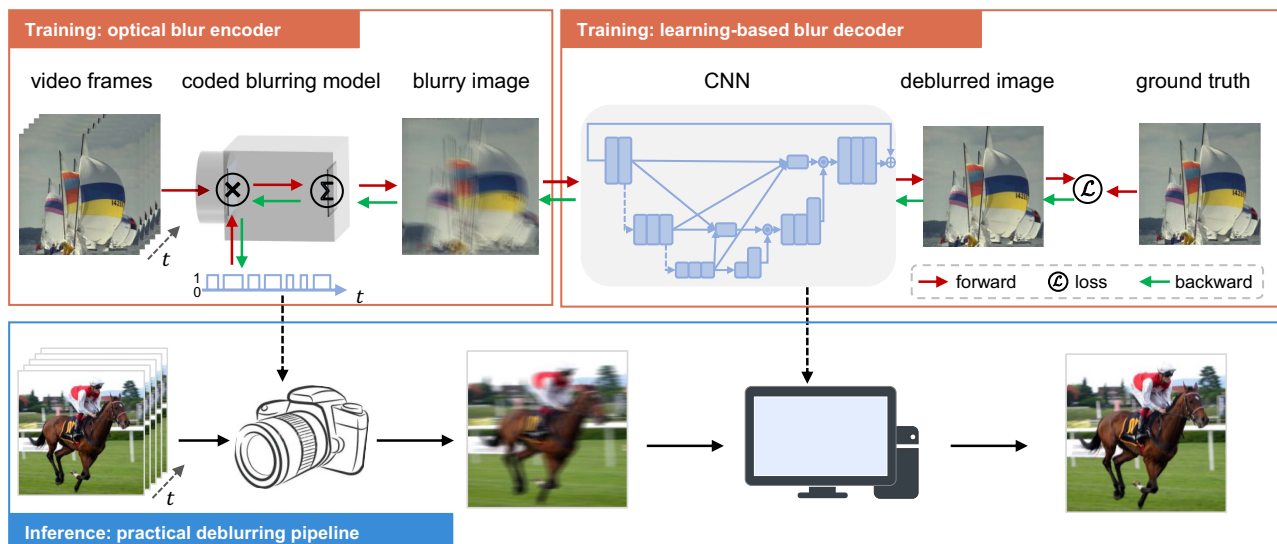 Training: optical blur encoder
Training: learning-based blur decoder
video frames
coded blurring model
blurry image
CNN
deblurred image
ground truth
×
Σ
ℒ
t
1
0
t
forward
ℒ loss
backward
t
Inference: practical deblurring pipeline